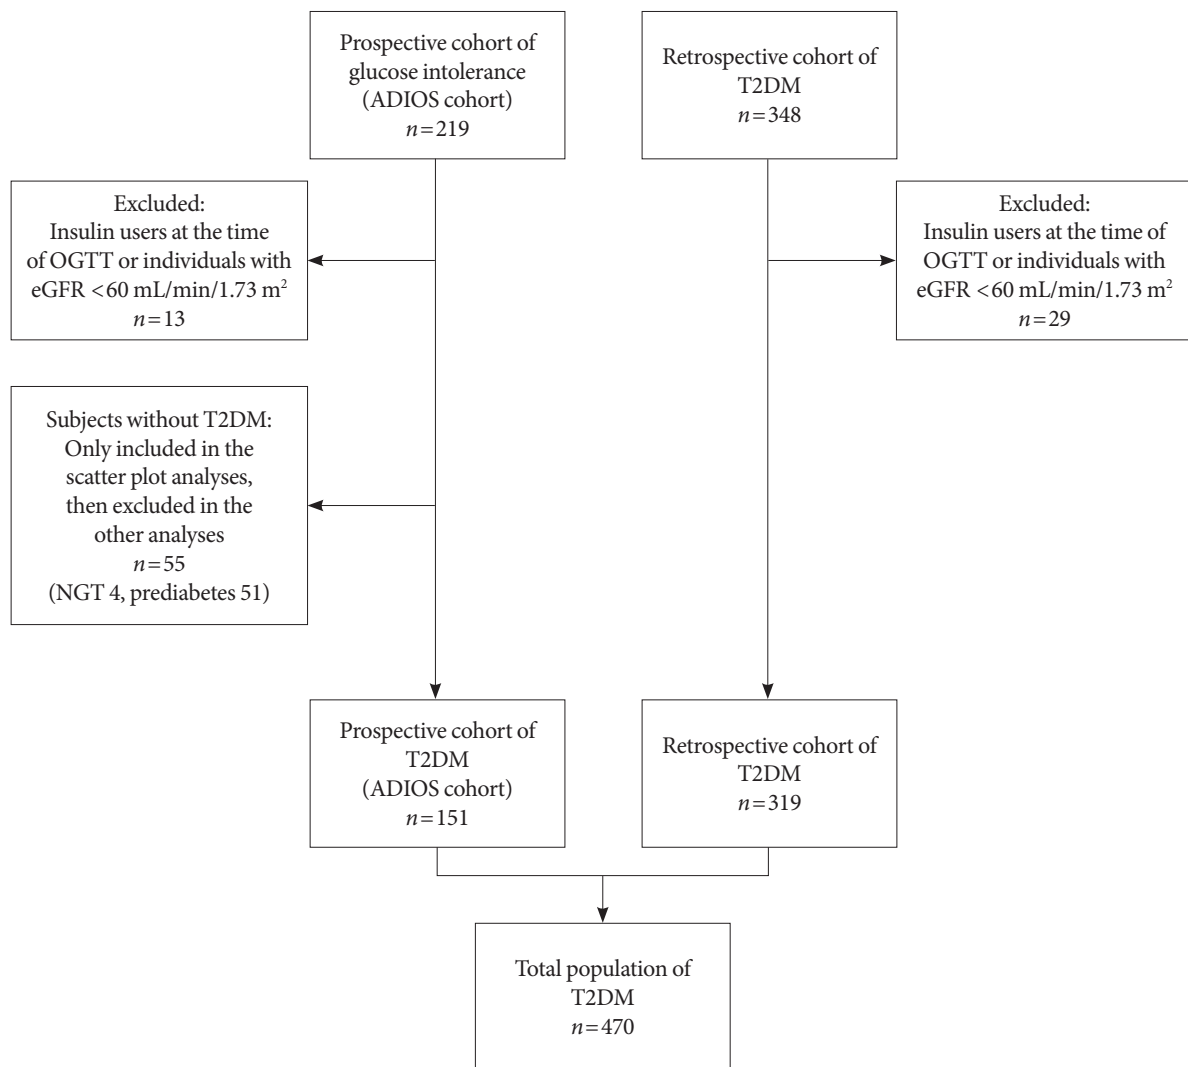 Prospective cohort of
glucose intolerance
(ADIOS cohort)
n=219
Retrospective cohort of
T2DM
n=348
Excluded:
Insulin users at the time
of OGTT or individuals with
eGFR <60 mL/min/1.73 m²
n=13
Excluded:
Insulin users at the time of
OGTT or individuals with
eGFR <60 mL/min/1.73 m²
n=29
Subjects without T2DM:
Only included in the
scatter plot analyses,
then excluded in the
other analyses
n=55
(NGT 4, prediabetes 51)
Prospective cohort of
T2DM
(ADIOS cohort)
n=151
Retrospective cohort of
T2DM
n=319
Total population of
T2DM
n=470